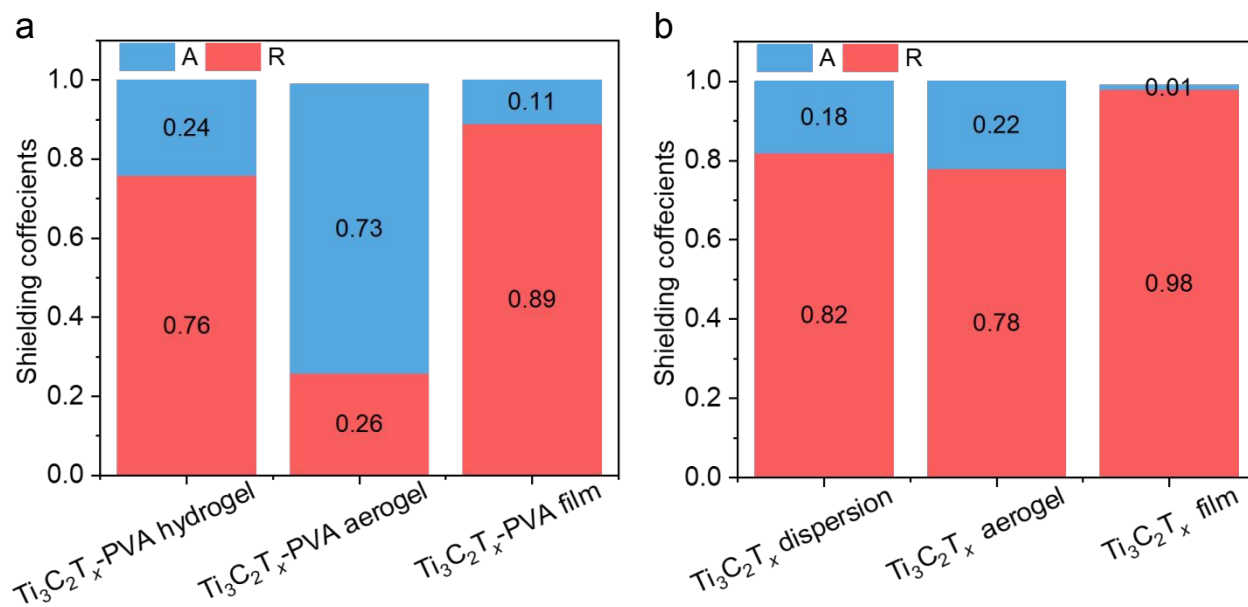 a
A R
Shielding coffecients
1.0
0.8
0.6
0.4
0.2
0.0
0.24
0.76
0.73
0.26
0.11
0.89
Ti₃C₂Tₓ-PVA hydrogel
Ti₃C₂Tₓ-PVA aerogel
Ti₃C₂Tₓ-PVA film
b
A R
Shielding coffecients
1.0
0.8
0.6
0.4
0.2
0.0
0.18
0.82
0.22
0.78
0.01
0.98
Ti₃C₂Tₓ dispersion
Ti₃C₂Tₓ aerogel
Ti₃C₂Tₓ film